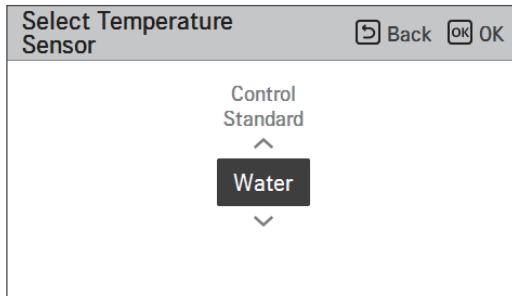 Select Temperature
Sensor
Back OK OK
Control
Standard
Water